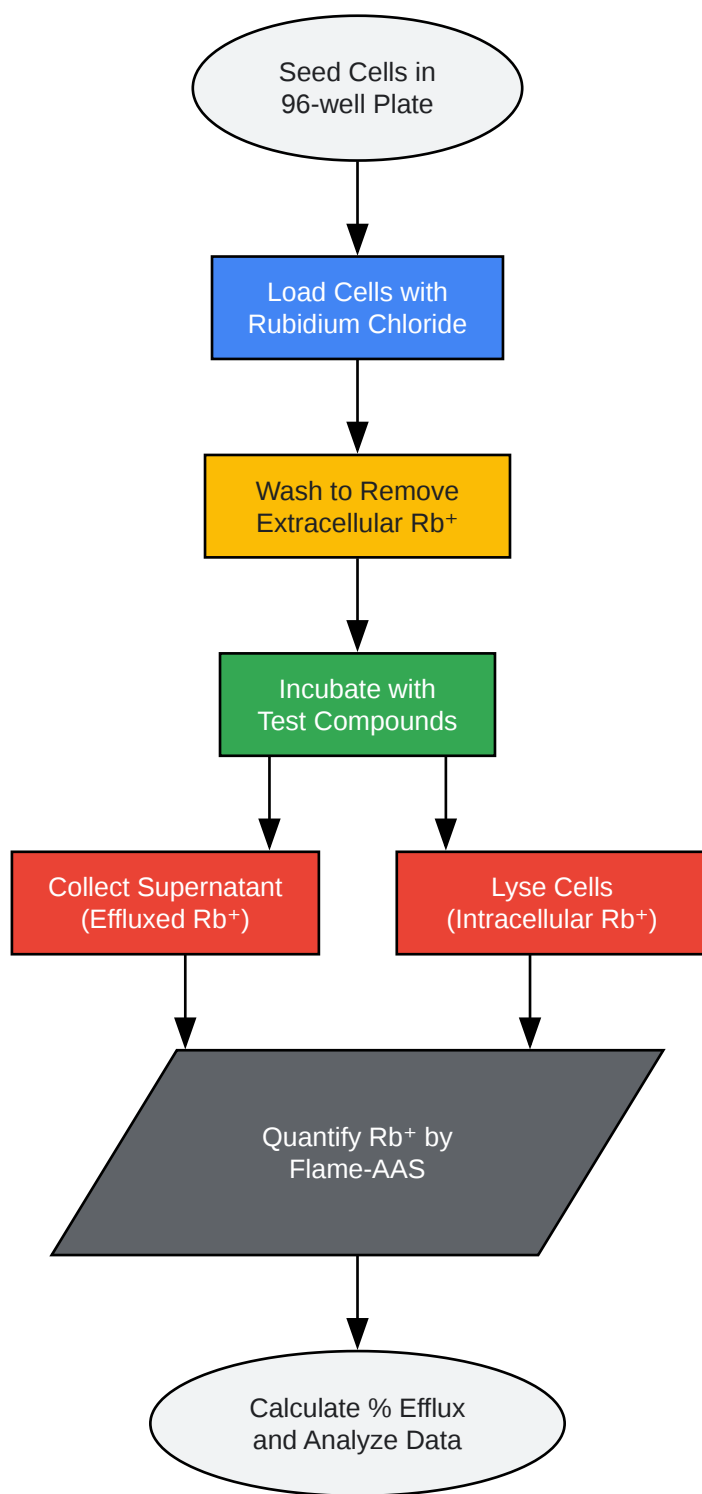 Seed Cells in
96-well Plate
Load Cells with
Rubidium Chloride
Wash to Remove
Extracellular Rb⁺
Incubate with
Test Compounds
Collect Supernatant
(Effluxed Rb⁺)
Lyse Cells
(Intracellular Rb⁺)
Quantify Rb⁺ by
Flame-AAS
Calculate % Efflux
and Analyze Data